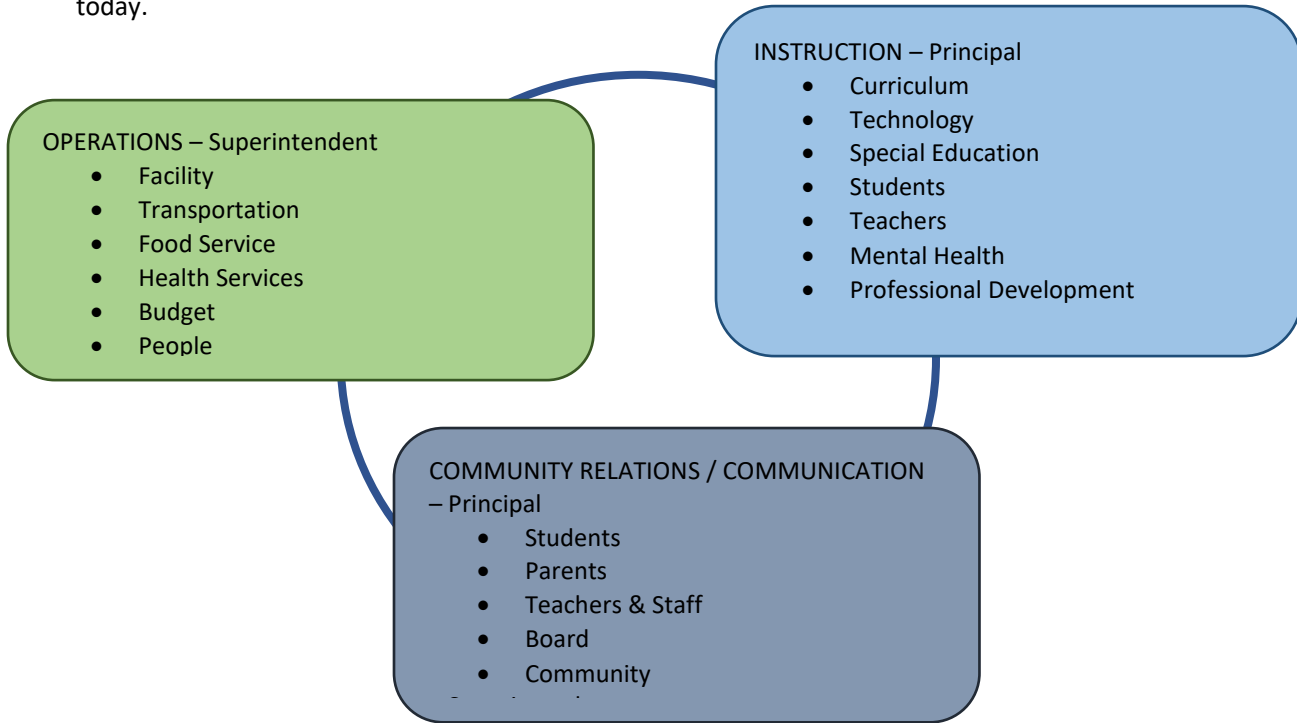 today.
OPERATIONS – Superintendent
• Facility
• Transportation
• Food Service
• Health Services
• Budget
• People
INSTRUCTION – Principal
• Curriculum
• Technology
• Special Education
• Students
• Teachers
• Mental Health
• Professional Development
COMMUNITY RELATIONS / COMMUNICATION
– Principal
• Students
• Parents
• Teachers & Staff
• Board
• Community